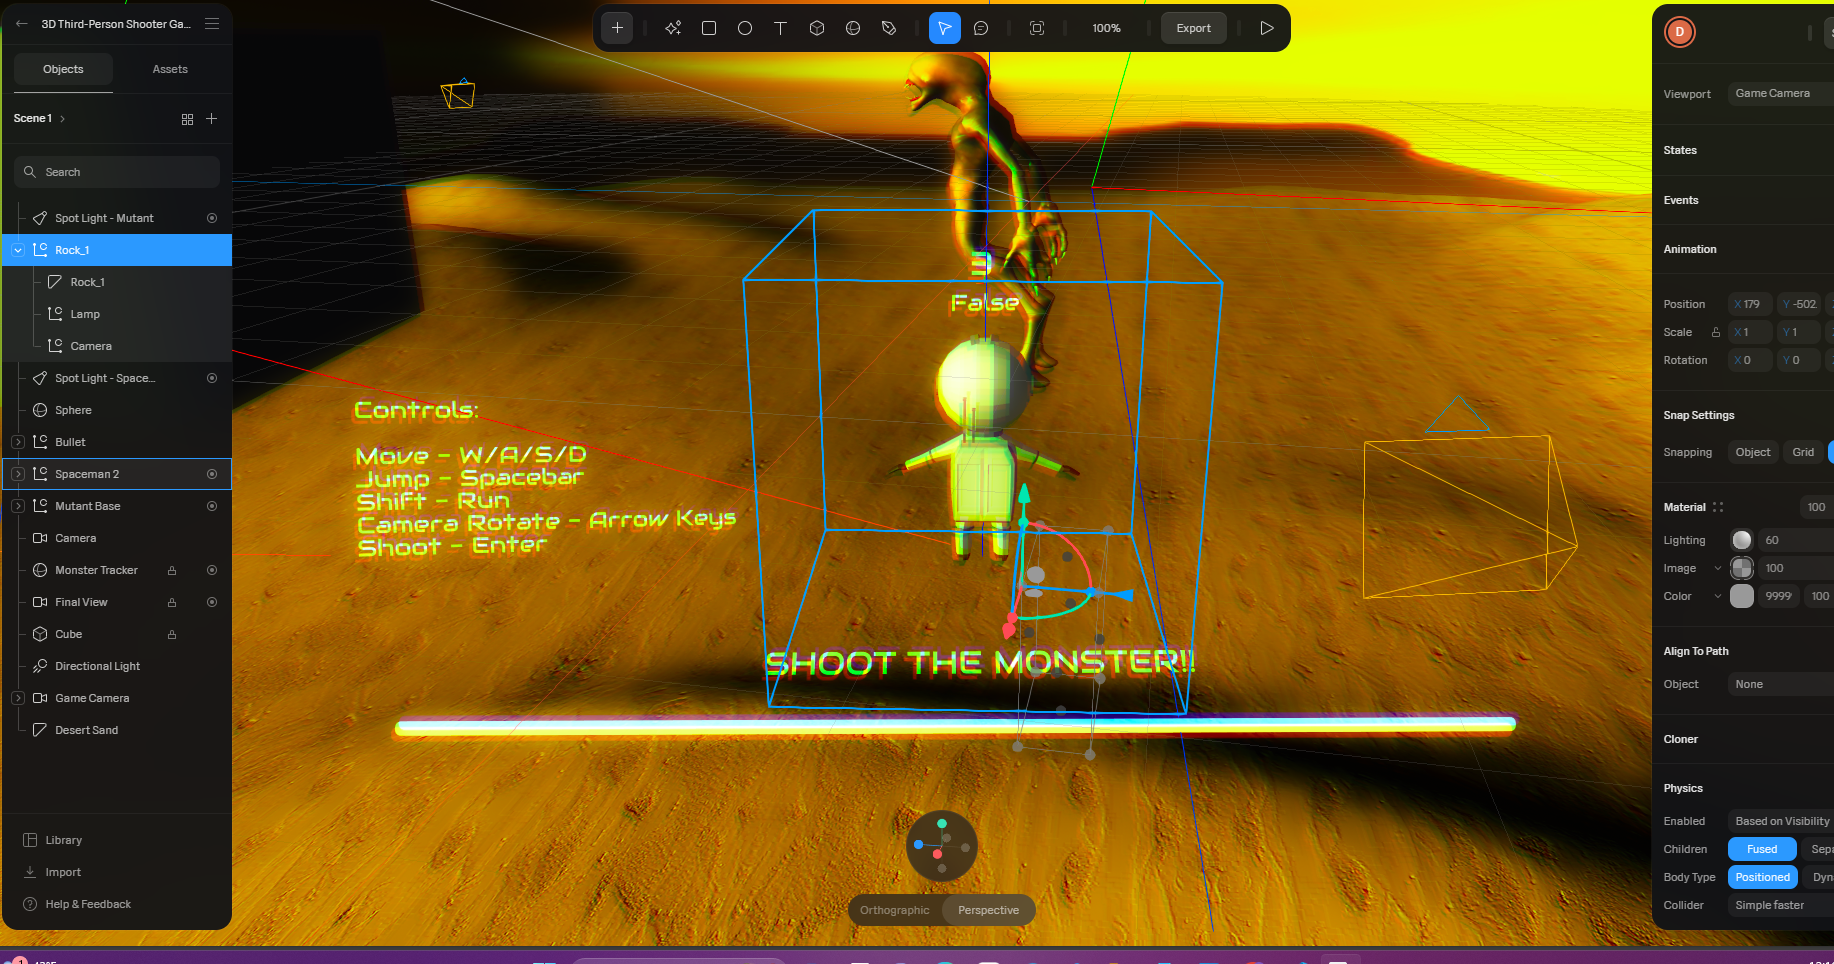 3D Third-Person Shooter Ga...
100%
Export
D
Objects
Assets
Viewport
Game Camera
Scene 1
States
Search
Events
Spot Light - Mutant
Rock_1
Animation
Rock_1
Lamp
Camera
Position
X 179
Y -502.
Scale
X 1
Y 1
Rotation
X 0
Y 0
Spot Light - Space...
Sphere
Bullet
Spaceman 2
Mutant Base
Camera
Monster Tracker
Final View
Cube
Directional Light
Game Camera
Desert Sand
Snap Settings
Snapping
Object
Grid
Material
100
Lighting
60
Image
100
Color
9999
100
Align To Path
Object
None
Cloner
Physics
Enabled
Based on Visibility
Children
Fused
Sepa
Body Type
Positioned
Dyn
Collider
Simple faster
3
False
Controls:
Move - W/A/S/D
Jump - Spacebar
Shift - Run
Camera Rotate - Arrow Keys
Shoot - Enter
SHOOT THE MONSTER!!
Library
Import
Help & Feedback
Orthographic
Perspective